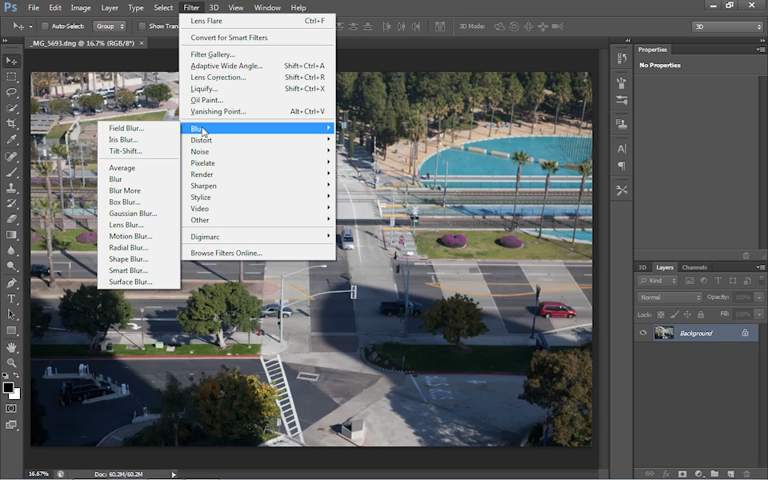 Ps File Edit Image Layer Type Select Filter 3D View Window Help
Auto-Select: Group Show Tran 3D Mode: 3D
_MG_5693.dng @ 16.7% (RGB/8*) ×
Lens Flare Ctrl+F
Convert for Smart Filters
Filter Gallery...
Adaptive Wide Angle... Shift+Ctrl+A
Lens Correction... Shift+Ctrl+R
Liquify... Shift+Ctrl+X
Oil Paint...
Vanishing Point... Alt+Ctrl+V
Blur
Distort
Noise
Pixelate
Render
Sharpen
Stylize
Video
Other
Digimarc
Browse Filters Online...
Field Blur...
Iris Blur...
Tilt-Shift...
Average
Blur
Blur More
Box Blur...
Gaussian Blur...
Lens Blur...
Motion Blur...
Radial Blur...
Shape Blur...
Smart Blur...
Surface Blur...
Properties
No Properties
3D Layers Channels
Kind
Normal Opacity:
Lock: Fill:
Background
16.67% Doc: 60.2M/60.2M